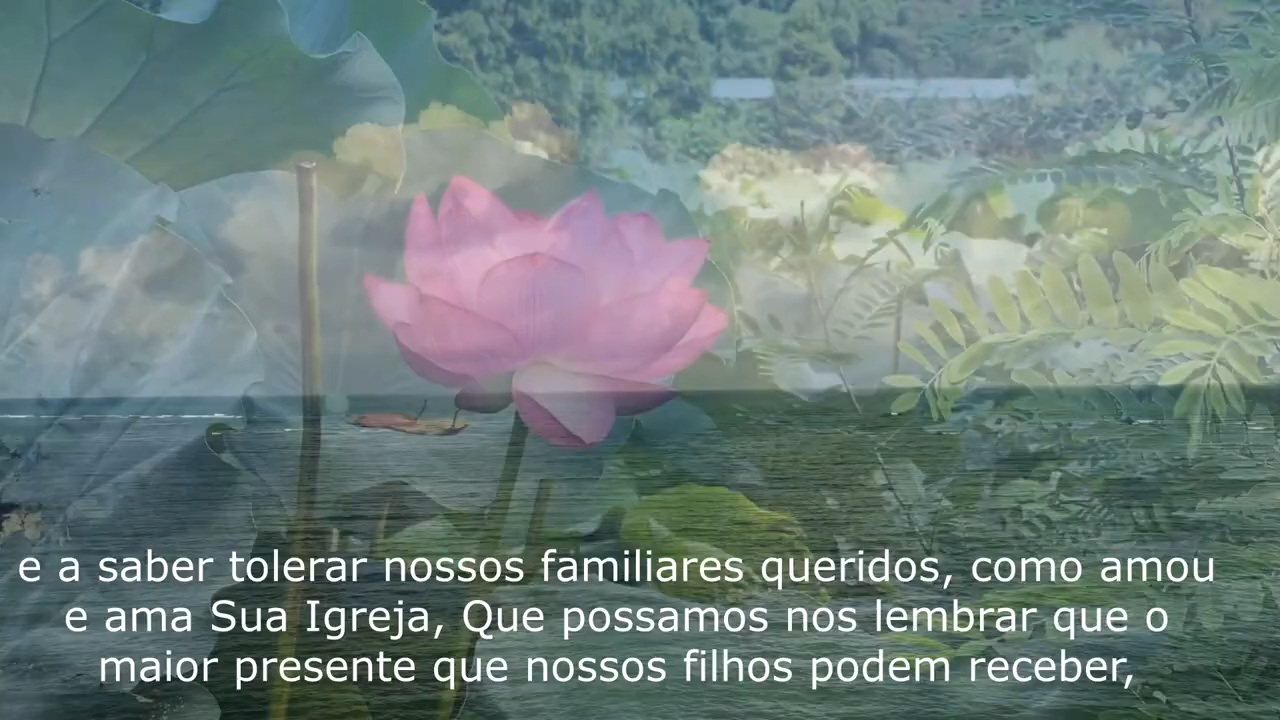 e a saber tolerar nossos familiares queridos, como amou
e ama Sua Igreja, Que possamos nos lembrar que o
maior presente que nossos filhos podem receber,